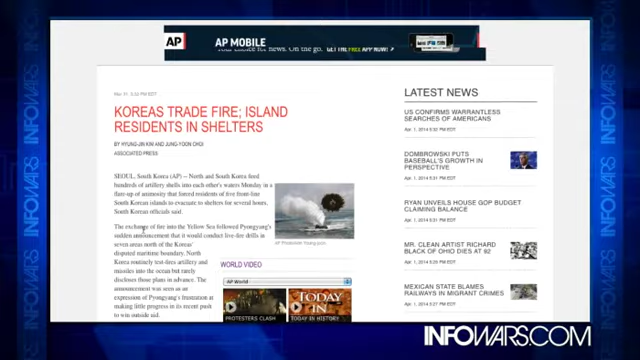 AP
AP MOBILE
Your choice for news. On the go. GET THE FREE APP NOW!
Mar 31 5:52 PM EDT
KOREAS TRADE FIRE; ISLAND
RESIDENTS IN SHELTERS
BY HYUNG-JIN KIM AND JUNG-YOON CHOI
ASSOCIATED PRESS
SEOUL, South Korea (AP) -- North and South Korea fired
hundreds of artillery shells into each other's waters Monday in a
flare-up of animosity that forced residents of five front-line
South Korean islands to evacuate to shelters for several hours,
South Korean officials said.
The exchange of fire into the Yellow Sea followed Pyongyang's
sudden announcement that it would conduct live-fire drills in
seven areas north of the Koreas'
disputed maritime boundary. North
Korea routinely test-fires artillery and
missiles into the ocean but rarely
discloses those plans in advance. The
announcement was seen as an
expression of Pyongyang's frustration at
making little progress in its recent push
to win outside aid.
WORLD VIDEO
AP World
PROTESTERS CLASH
TODAY IN
TODAY IN HISTORY
LATEST NEWS
US CONFIRMS WARRANTLESS
SEARCHES OF AMERICANS
Apr. 1, 2014 5:32 PM EDT
DOMBROWSKI PUTS
BASEBALL'S GROWTH IN
PERSPECTIVE
Apr. 1, 2014 5:31 PM EDT
RYAN UNVEILS HOUSE GOP BUDGET
CLAIMING BALANCE
Apr. 1, 2014 5:31 PM EDT
MR. CLEAN ARTIST RICHARD
BLACK OF OHIO DIES AT 92
Apr. 1, 2014 5:29 PM EDT
MEXICAN STATE BLAMES
RAILWAYS IN MIGRANT CRIMES
Apr. 1, 2014 5:27 PM EDT
INFOWARS
INFOWARS
INFOWARS
INFOWARS
INFOWARS.COM